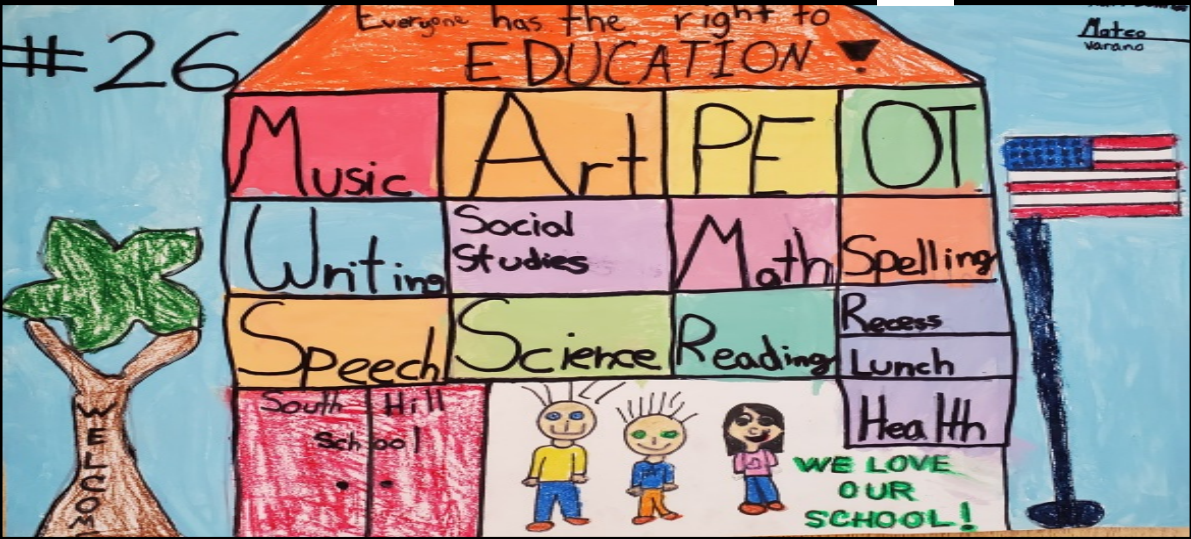 Everyone has the right to
EDUCATION
#26
Mateo
varano
Music Art PE OT
Writing Social Studies Math Spelling
Speech Science Reading Recess
Lunch
Health
South Hill
School
WELCOM
WE LOVE
OUR
SCHOOL!